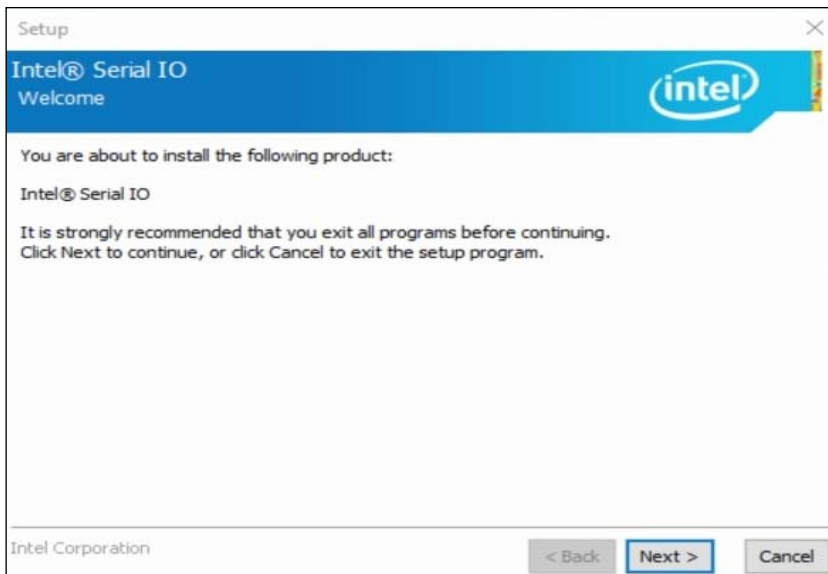 Setup
Intel® Serial IO
Welcome
intel
You are about to install the following product:
Intel® Serial IO
It is strongly recommended that you exit all programs before continuing.
Click Next to continue, or click Cancel to exit the setup program.
Intel Corporation
< Back Next > Cancel